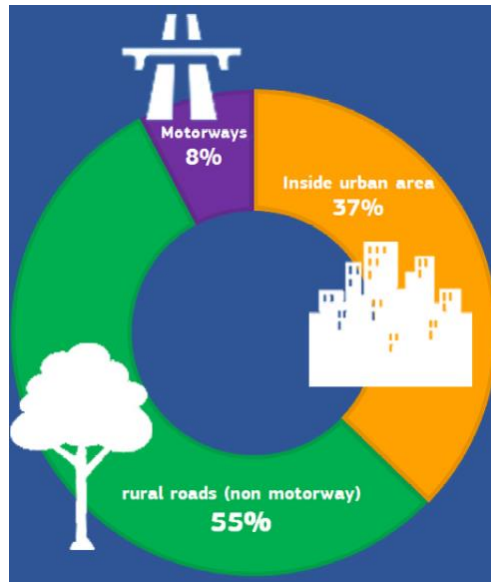 Motorways
8%
Inside urban area
37%
rural roads (non motorway)
55%